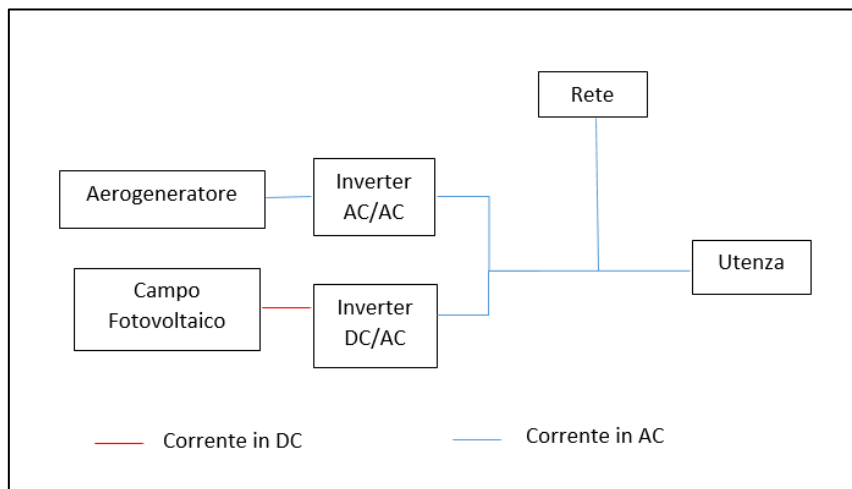 Rete
Aerogeneratore
Inverter
AC/AC
Utenza
Campo
Fotovoltaico
Inverter
DC/AC
Corrente in DC
Corrente in AC